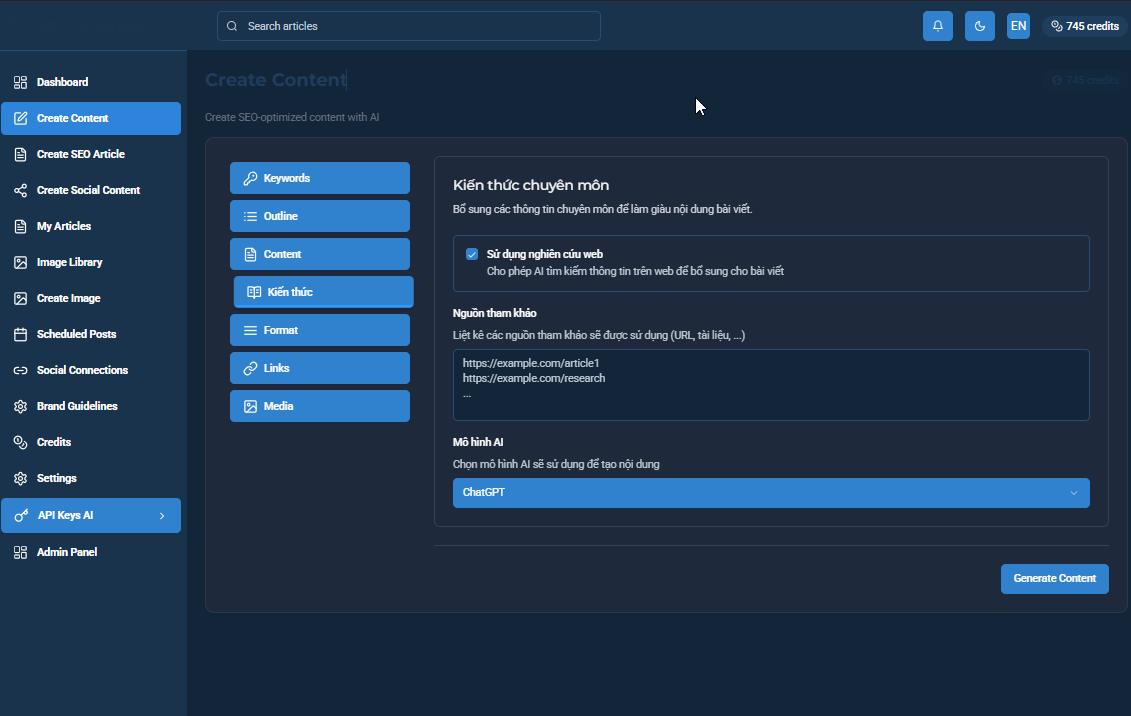 Search articles
EN
745 credits
Dashboard
Create Content
Create SEO Article
Create Social Content
My Articles
Image Library
Create Image
Scheduled Posts
Social Connections
Brand Guidelines
Credits
Settings
API Keys AI
Admin Panel
Create Content
745 credits
Create SEO-optimized content with AI
Keywords
Outline
Content
Kiến thức
Format
Links
Media
Kiến thức chuyên môn
Bổ sung các thông tin chuyên môn để làm giàu nội dung bài viết.
Sử dụng nghiên cứu web
Cho phép AI tìm kiếm thông tin trên web để bổ sung cho bài viết
Nguồn tham khảo
Liệt kê các nguồn tham khảo sẽ được sử dụng (URL, tài liệu, ...)
https://example.com/article1
https://example.com/research
...
Mô hình AI
Chọn mô hình AI sẽ sử dụng để tạo nội dung
ChatGPT
Generate Content